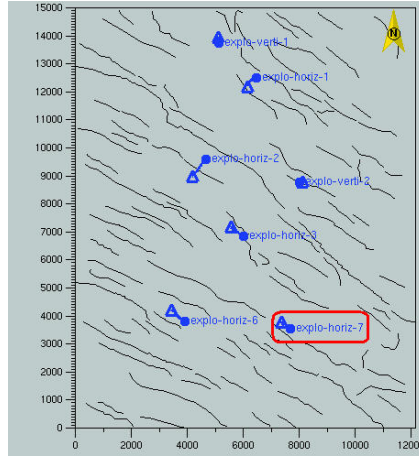 15000
N
14000
explo-verti-1
13000
explo-horiz-1
12000
11000
10000
explo-horiz-2
9000
explo-verti-2
8000
7000
explo-horiz-3
6000
5000
4000
explo-horiz-6
explo-horiz-7
3000
2000
1000
0
0 2000 4000 6000 8000 10000 1200